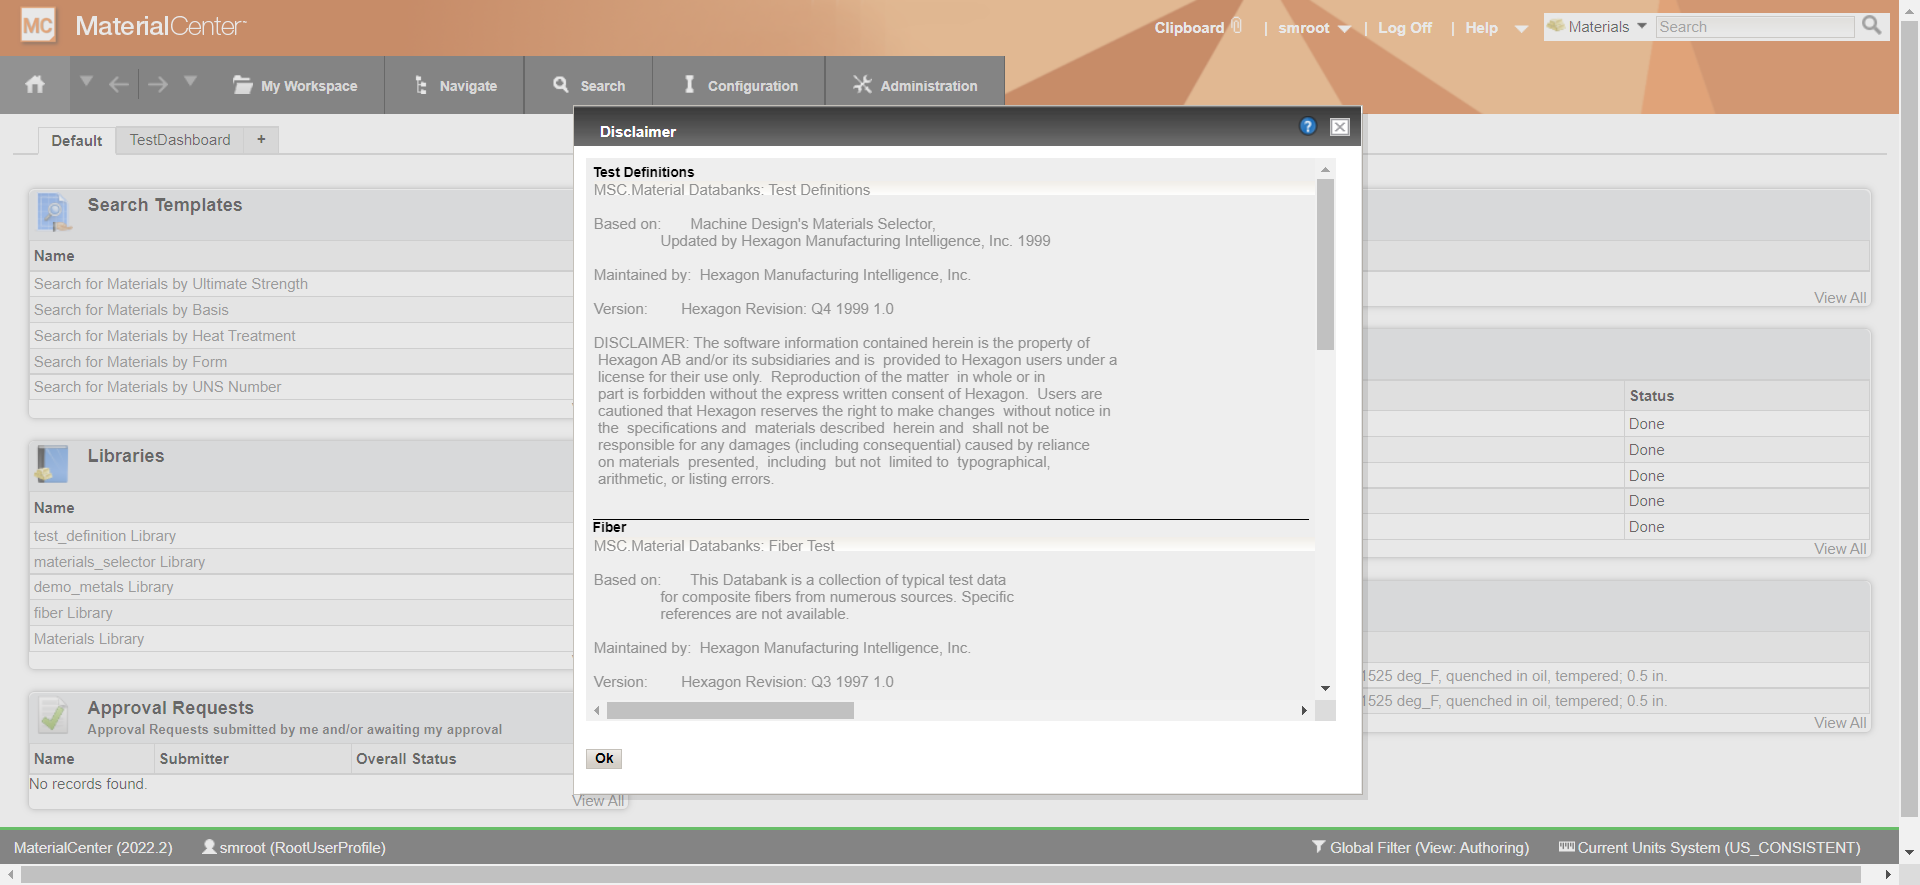 MC MaterialCenter
Clipboard | smroot | Log Off | Help Materials Search
My Workspace Navigate Search Configuration Administration
Default TestDashboard +
Search Templates
Name
Search for Materials by Ultimate Strength
Search for Materials by Basis
Search for Materials by Heat Treatment
Search for Materials by Form
Search for Materials by UNS Number
Libraries
Name
test_definition Library
materials_selector Library
demo_metals Library
fiber Library
Materials Library
Approval Requests
Approval Requests submitted by me and/or awaiting my approval
Name Submitter Overall Status
No records found.
View All
Disclaimer ?
Test Definitions
MSC.Material Databanks: Test Definitions
Based on: Machine Design's Materials Selector,
Updated by Hexagon Manufacturing Intelligence, Inc. 1999
Maintained by: Hexagon Manufacturing Intelligence, Inc.
Version: Hexagon Revision: Q4 1999 1.0
DISCLAIMER: The software information contained herein is the property of
Hexagon AB and/or its subsidiaries and is provided to Hexagon users under a
license for their use only. Reproduction of the matter in whole or in
part is forbidden without the express written consent of Hexagon. Users are
cautioned that Hexagon reserves the right to make changes without notice in
the specifications and materials described herein and shall not be
responsible for any damages (including consequential) caused by reliance
on materials presented, including but not limited to typographical,
arithmetic, or listing errors.
Fiber
MSC.Material Databanks: Fiber Test
Based on: This Databank is a collection of typical test data
for composite fibers from numerous sources. Specific
references are not available.
Maintained by: Hexagon Manufacturing Intelligence, Inc.
Version: Hexagon Revision: Q3 1997 1.0
Ok
View All
Status
Done
Done
Done
Done
Done
View All
1525 deg_F, quenched in oil, tempered; 0.5 in.
1525 deg_F, quenched in oil, tempered; 0.5 in.
View All
MaterialCenter (2022.2) smroot (RootUserProfile) Global Filter (View: Authoring) Current Units System (US_CONSISTENT)